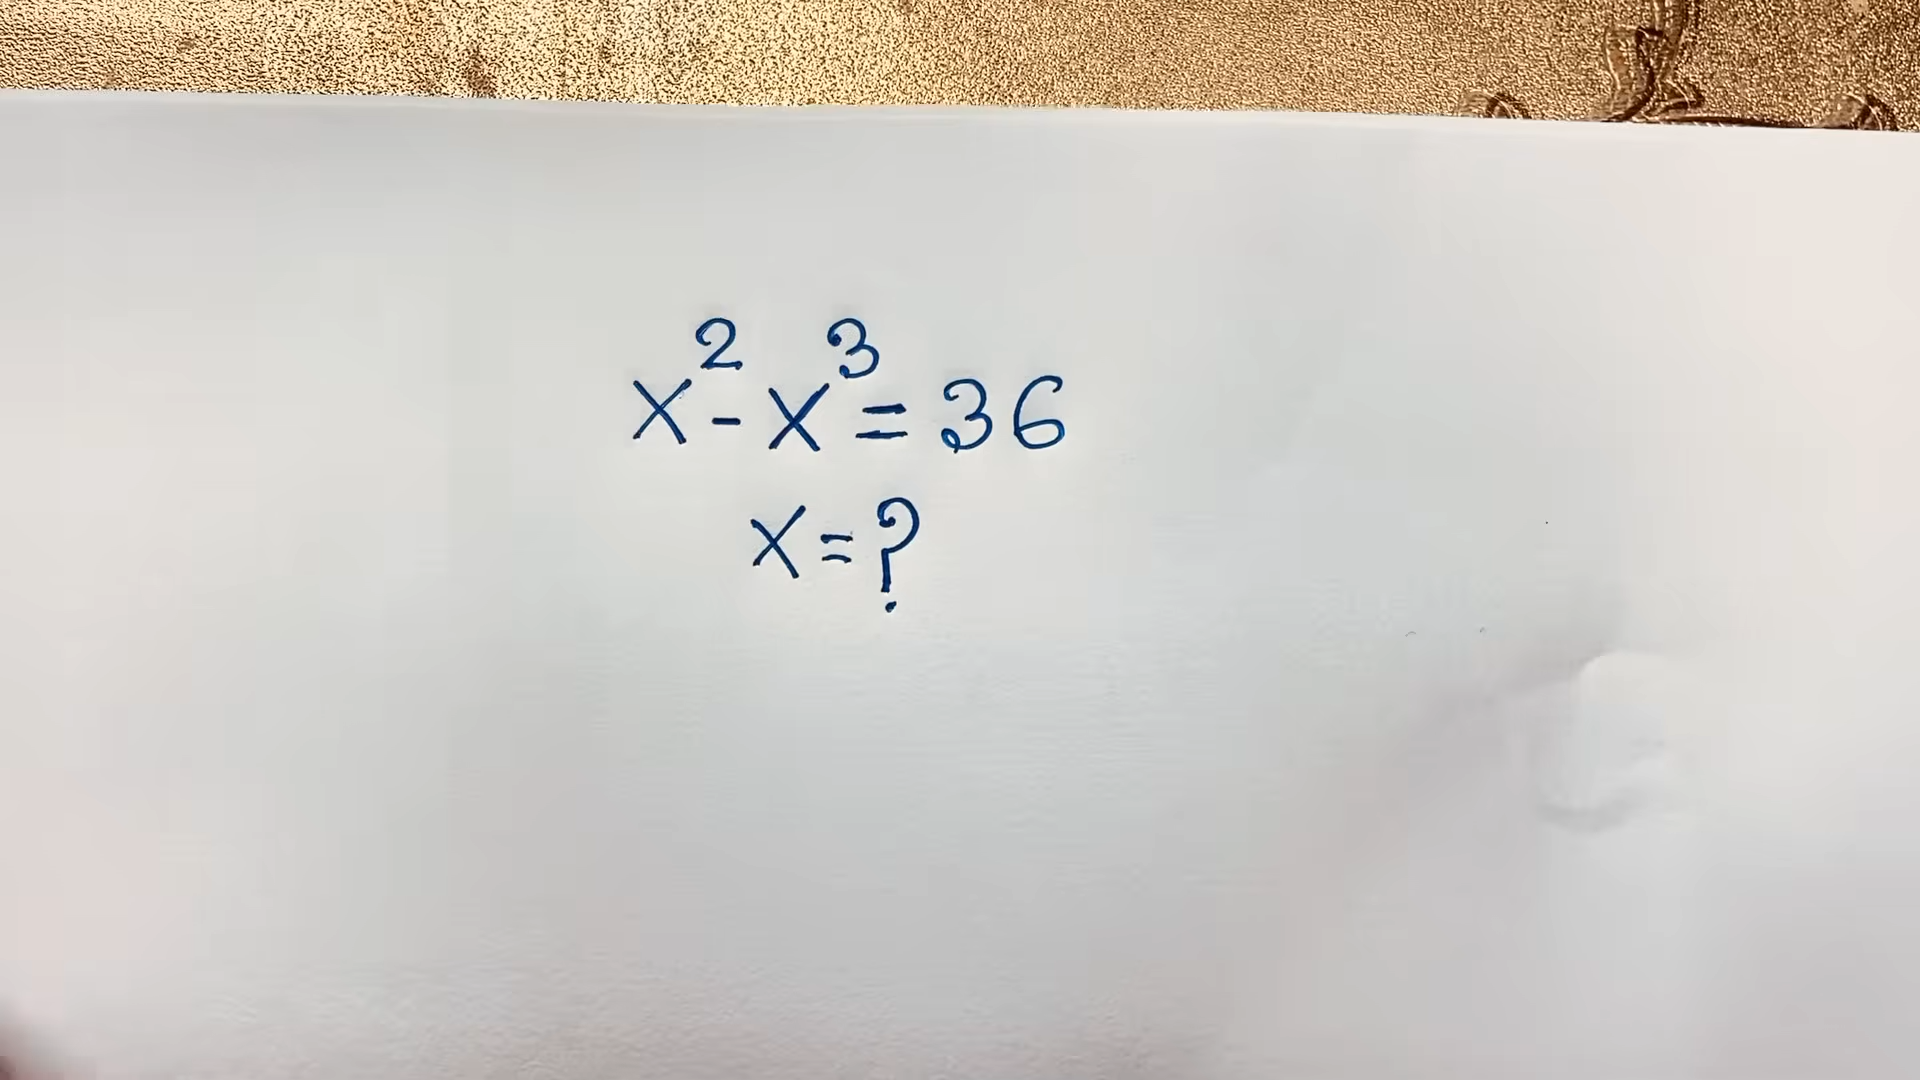 x² - x³ = 36
x = ?